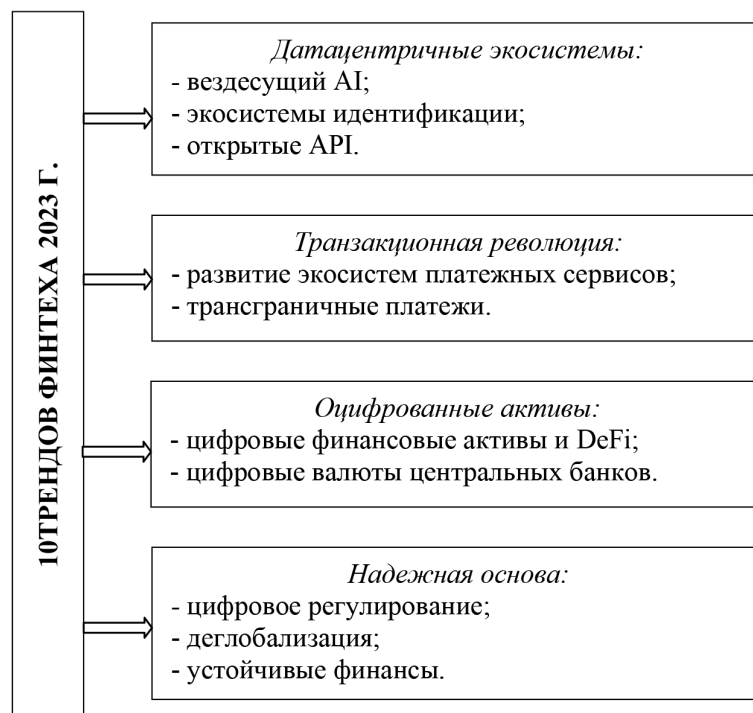 10ТРЕНДОВ ФИНТЕХА 2023 Г.
Датацентричные экосистемы:
- вездесущий AI;
- экосистемы идентификации;
- открытые API.
Транзакционная революция:
- развитие экосистем платежных сервисов;
- трансграничные платежи.
Оцифрованные активы:
- цифровые финансовые активы и DeFi;
- цифровые валюты центральных банков.
Надежная основа:
- цифровое регулирование;
- деглобализация;
- устойчивые финансы.